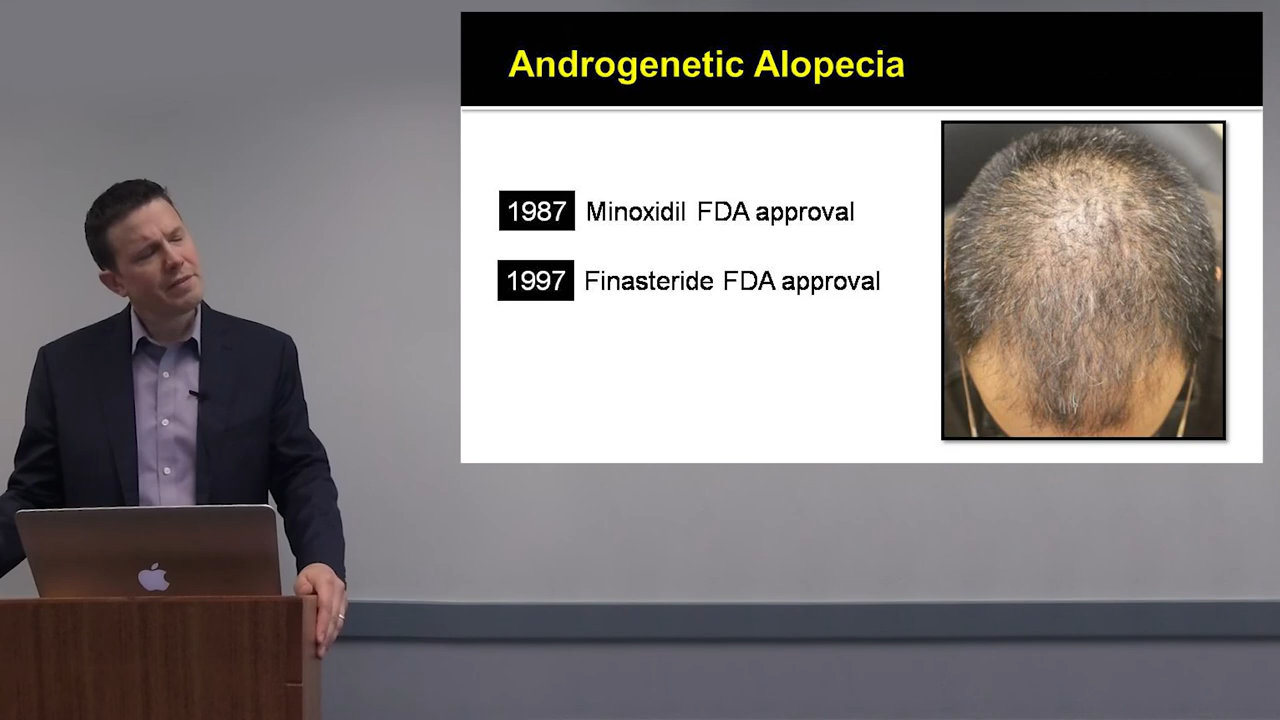 Androgenetic Alopecia
1987 Minoxidil FDA approval
1997 Finasteride FDA approval